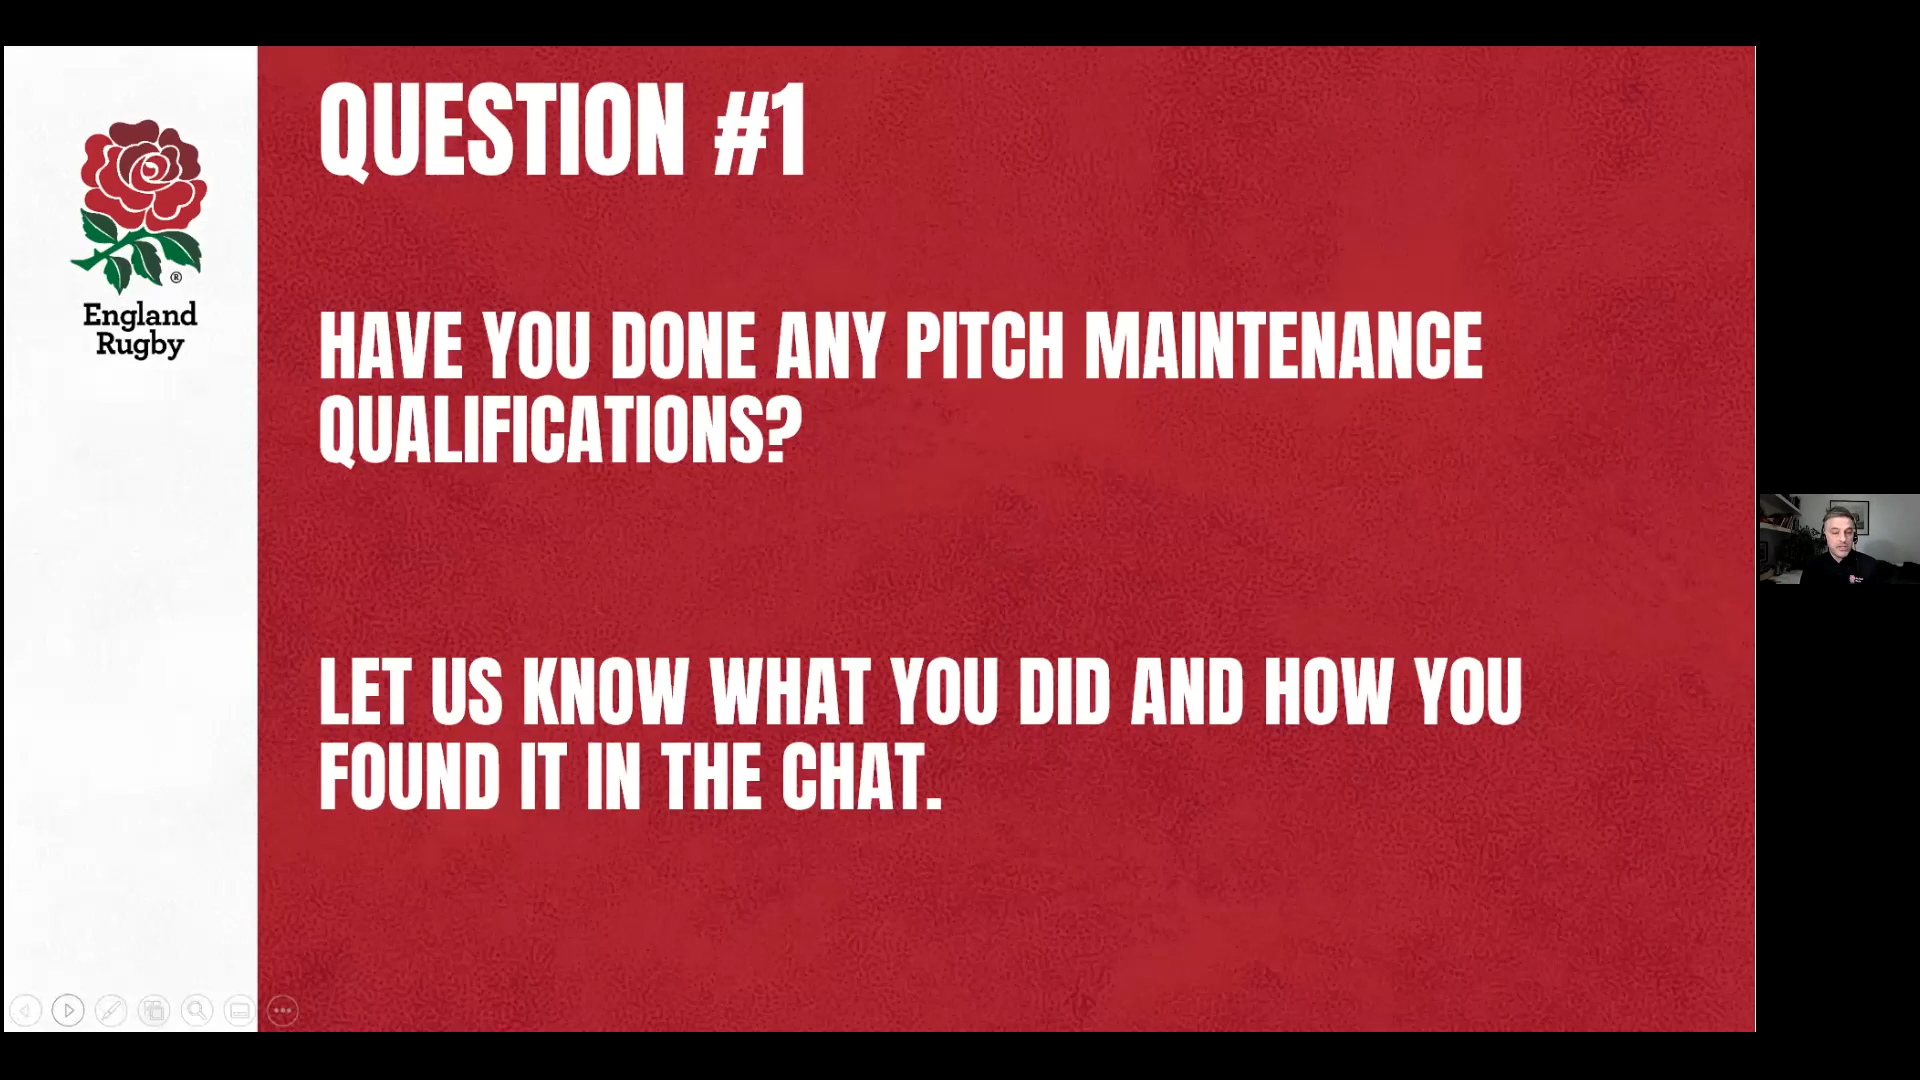 QUESTION #1
England
Rugby
HAVE YOU DONE ANY PITCH MAINTENANCE
QUALIFICATIONS?
LET US KNOW WHAT YOU DID AND HOW YOU
FOUND IT IN THE CHAT.